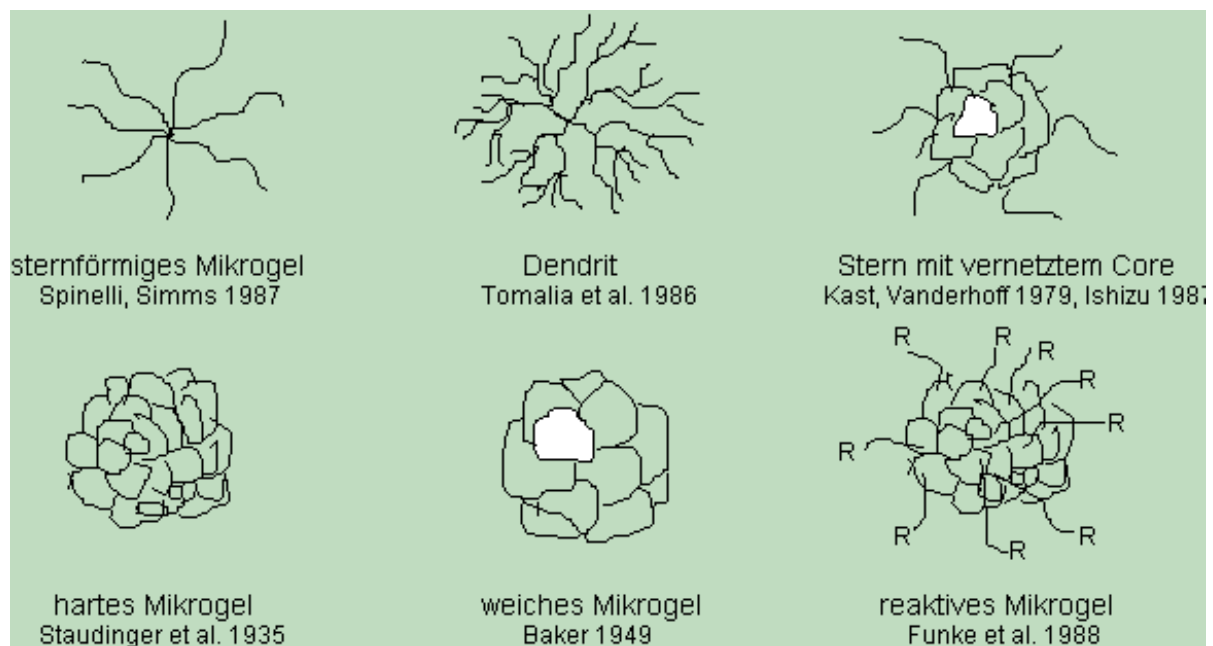 sternförmiges Mikrogel
Spinelli, Simms 1987
Dendrit
Tomalia et al. 1986
Stern mit vernetztem Core
Kast, Vanderhoff 1979, Ishizu 1987
R
R
R
R
R
R
R
R
R
hartes Mikrogel
Staudinger et al. 1935
weiches Mikrogel
Baker 1949
reaktives Mikrogel
Funke et al. 1988